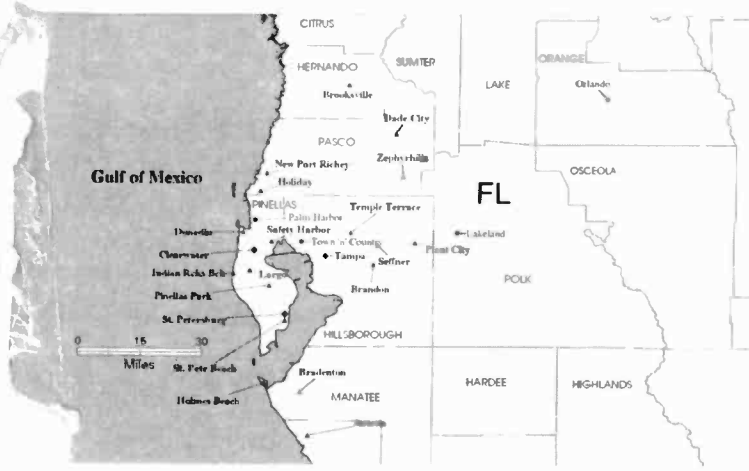 CITRUS
HERNANDO
SUMTER
ORANGE
LAKE
Orlando
Brooksville
Dade City
PASCO
Zephyrhills
New Port Richey
OSCEOLA
Gulf of Mexico
Holiday
FL
PINELLAS
Palm Harbor
Temple Terrace
Dunedin
Safety Harbor
Lakeland
Town 'n' Country
Plant City
Clearwater
Tampa
Seffner
Indian Rcks Bch
Largo
Brandon
POLK
Pinellas Park
St. Petersburg
HILLSBOROUGH
0 15 30
Miles
St. Pete Beach
Bradenton
HARDEE
HIGHLANDS
Holmes Beach
MANATEE